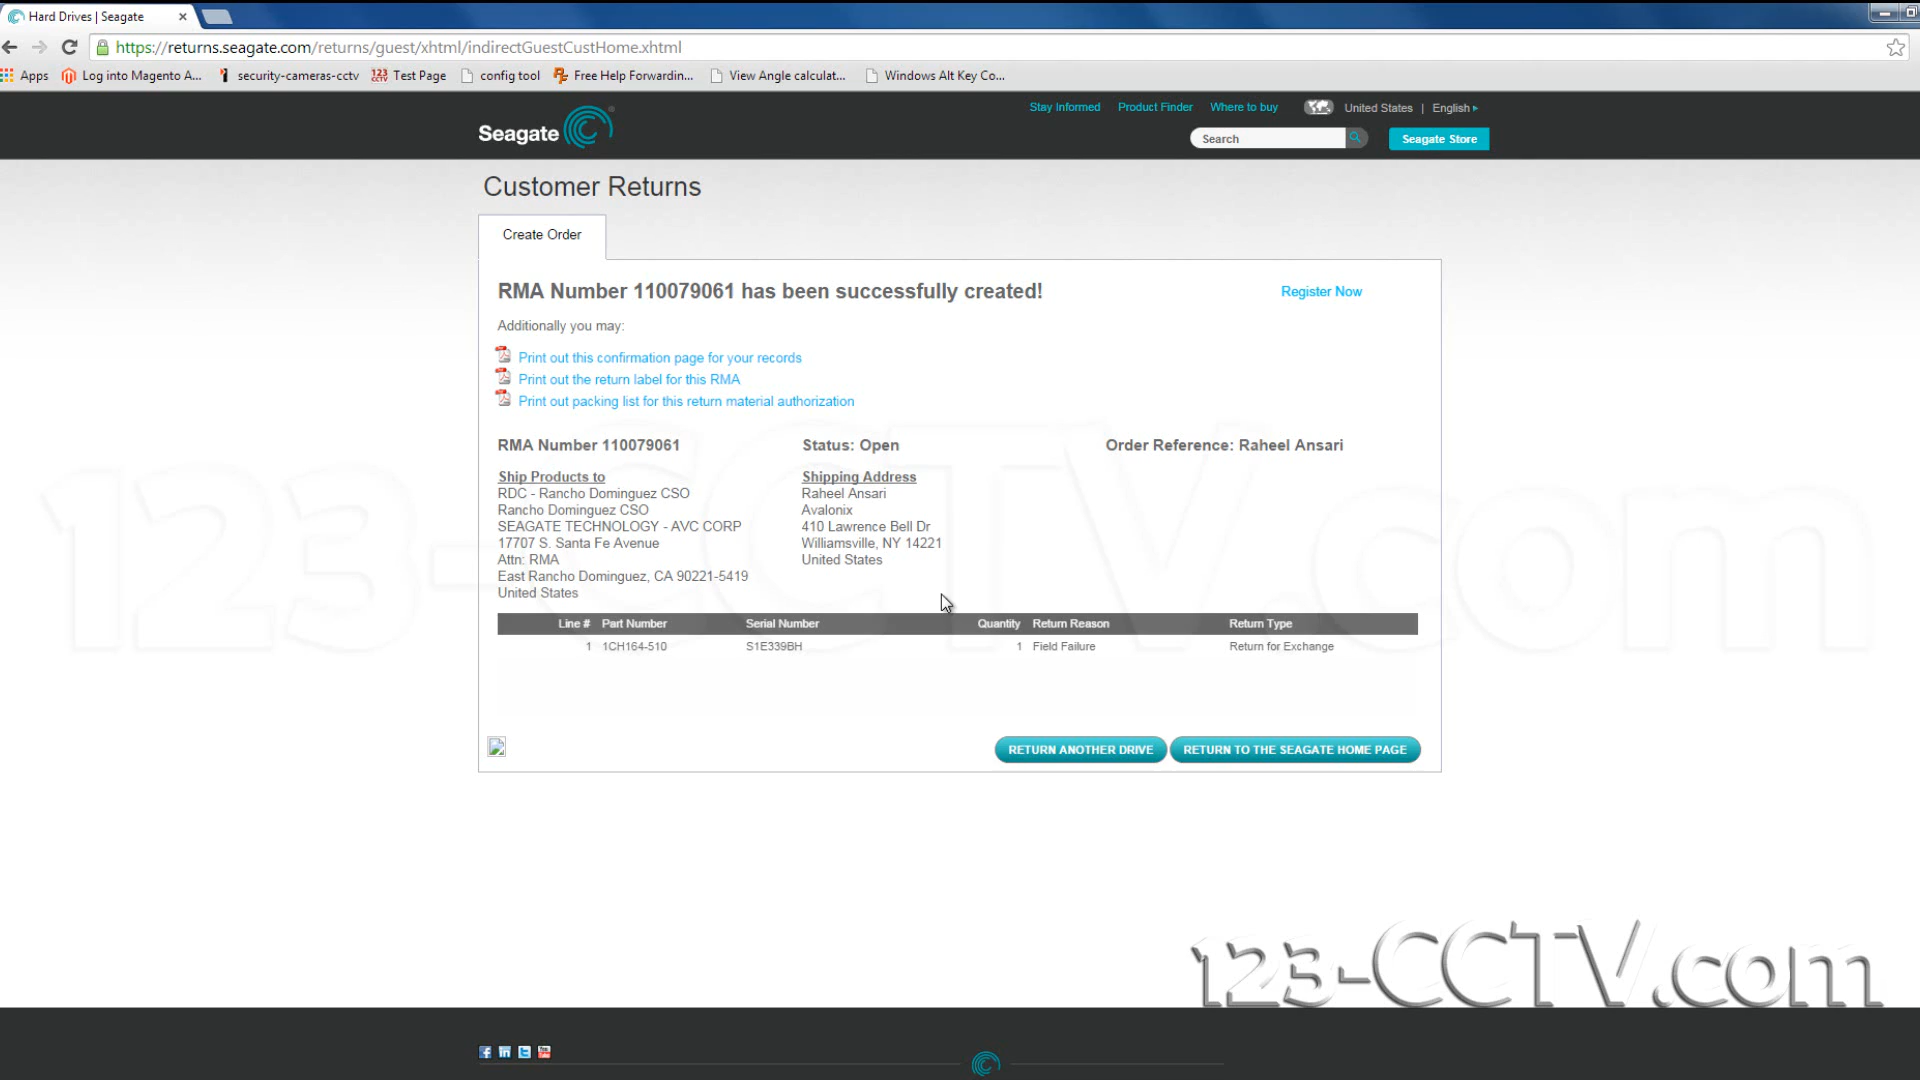 Hard Drives | Seagate
https://returns.seagate.com/returns/guest/xhtml/indirectGuestCustHome.xhtml
Apps Log into Magento A... security-cameras-cctv 123 CCTV Test Page config tool Free Help Forwardin... View Angle calculat... Windows Alt Key Co...
Stay Informed Product Finder Where to buy United States | English
Seagate
Search Seagate Store
Customer Returns
Create Order
RMA Number 110079061 has been successfully created! Register Now
Additionally you may:
Print out this confirmation page for your records
Print out the return label for this RMA
Print out packing list for this return material authorization
RMA Number 110079061 Status: Open Order Reference: Raheel Ansari
Ship Products to Shipping Address
RDC - Rancho Dominguez CSO Raheel Ansari
Rancho Dominguez CSO Avalonix
SEAGATE TECHNOLOGY - AVC CORP 410 Lawrence Bell Dr
17707 S. Santa Fe Avenue Williamsville, NY 14221
Attn: RMA United States
East Rancho Dominguez, CA 90221-5419
United States
123-CCTV.com
Line # Part Number Serial Number Quantity Return Reason Return Type
1 1CH164-510 S1E339BH 1 Field Failure Return for Exchange
RETURN ANOTHER DRIVE RETURN TO THE SEAGATE HOME PAGE
123-CCTV.com